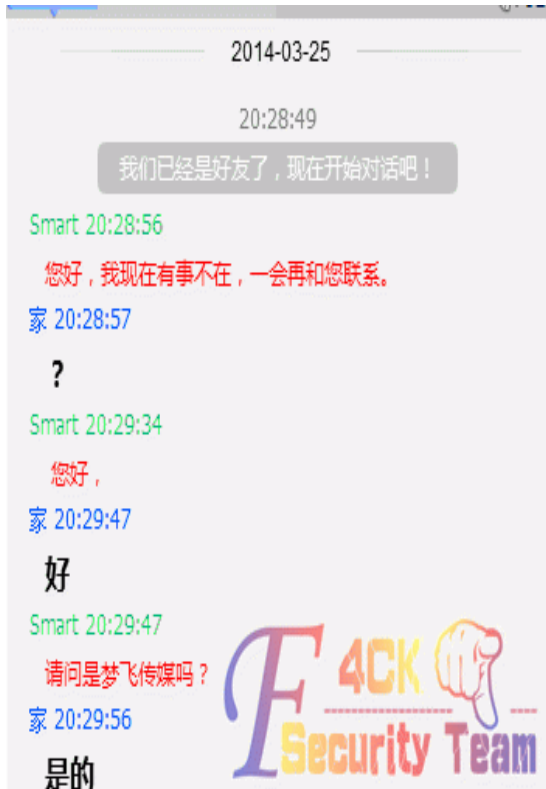 2014-03-25
20:28:49
我们已经是好友了，现在开始对话吧！
Smart 20:28:56
您好，我现在有事不在，一会再和您联系。
家 20:28:57
?
Smart 20:29:34
您好，
家 20:29:47
好
Smart 20:29:47
请问是梦飞传媒吗？
家 20:29:56
是的
F4CK
Security Team